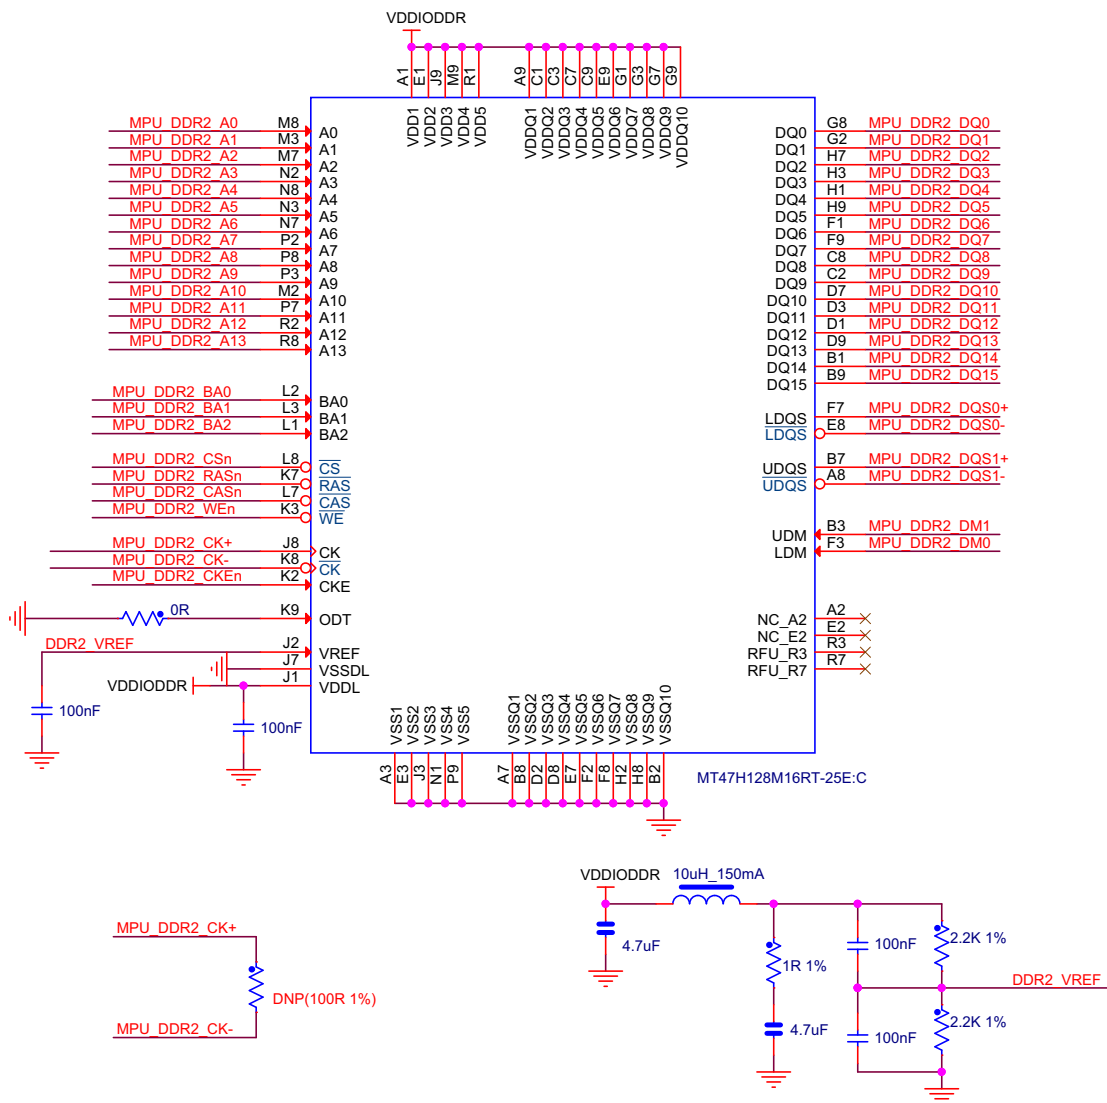 VDDIODDR
A1 E1 J9 M9 R1 A9 C1 C3 C7 C9 E9 G1 G3 G7 G9
VDD1 VDD2 VDD3 VDD4 VDD5 VDDQ1 VDDQ2 VDDQ3 VDDQ4 VDDQ5 VDDQ6 VDDQ7 VDDQ8 VDDQ9 VDDQ10
MPU_DDR2_A0 M8 A0
MPU_DDR2_A1 M3 A1
MPU_DDR2_A2 M7 A2
MPU_DDR2_A3 N2 A3
MPU_DDR2_A4 N8 A4
MPU_DDR2_A5 N3 A5
MPU_DDR2_A6 N7 A6
MPU_DDR2_A7 P2 A7
MPU_DDR2_A8 P8 A8
MPU_DDR2_A9 P3 A9
MPU_DDR2_A10 M2 A10
MPU_DDR2_A11 P7 A11
MPU_DDR2_A12 R2 A12
MPU_DDR2_A13 R8 A13
MPU_DDR2_BA0 L2 BA0
MPU_DDR2_BA1 L3 BA1
MPU_DDR2_BA2 L1 BA2
MPU_DDR2_CSn L8 CS
MPU_DDR2_RASn K7 RAS
MPU_DDR2_CASn L7 CAS
MPU_DDR2_WEn K3 WE
MPU_DDR2_CK+ J8 CK
MPU_DDR2_CK- K8 CK
MPU_DDR2_CKEn K2 CKE
0R K9 ODT
DDR2_VREF J2 VREF
J7 VSSDL
VDDIODDR J1 VDDL
100nF
100nF
DQ0 G8 MPU_DDR2_DQ0
DQ1 G2 MPU_DDR2_DQ1
DQ2 H7 MPU_DDR2_DQ2
DQ3 H3 MPU_DDR2_DQ3
DQ4 H1 MPU_DDR2_DQ4
DQ5 H9 MPU_DDR2_DQ5
DQ6 F1 MPU_DDR2_DQ6
DQ7 F9 MPU_DDR2_DQ7
DQ8 C8 MPU_DDR2_DQ8
DQ9 C2 MPU_DDR2_DQ9
DQ10 D7 MPU_DDR2_DQ10
DQ11 D3 MPU_DDR2_DQ11
DQ12 D1 MPU_DDR2_DQ12
DQ13 D9 MPU_DDR2_DQ13
DQ14 B1 MPU_DDR2_DQ14
DQ15 B9 MPU_DDR2_DQ15
LDQS F7 MPU_DDR2_DQS0+
LDQS E8 MPU_DDR2_DQS0-
UDQS B7 MPU_DDR2_DQS1+
UDQS A8 MPU_DDR2_DQS1-
UDM B3 MPU_DDR2_DM1
LDM F3 MPU_DDR2_DM0
NC_A2 A2
NC_E2 E2
RFU_R3 R3
RFU_R7 R7
VSS1 VSS2 VSS3 VSS4 VSS5 VSSQ1 VSSQ2 VSSQ3 VSSQ4 VSSQ5 VSSQ6 VSSQ7 VSSQ8 VSSQ9 VSSQ10
A3 E3 J3 N1 P9 A7 B8 D2 D8 E7 F2 F8 H2 H8 B2
MT47H128M16RT-25E:C
MPU_DDR2_CK+
DNP(100R 1%)
MPU_DDR2_CK-
VDDIODDR
10uH_150mA
4.7uF
1R 1%
4.7uF
100nF
2.2K 1%
DDR2_VREF
100nF
2.2K 1%